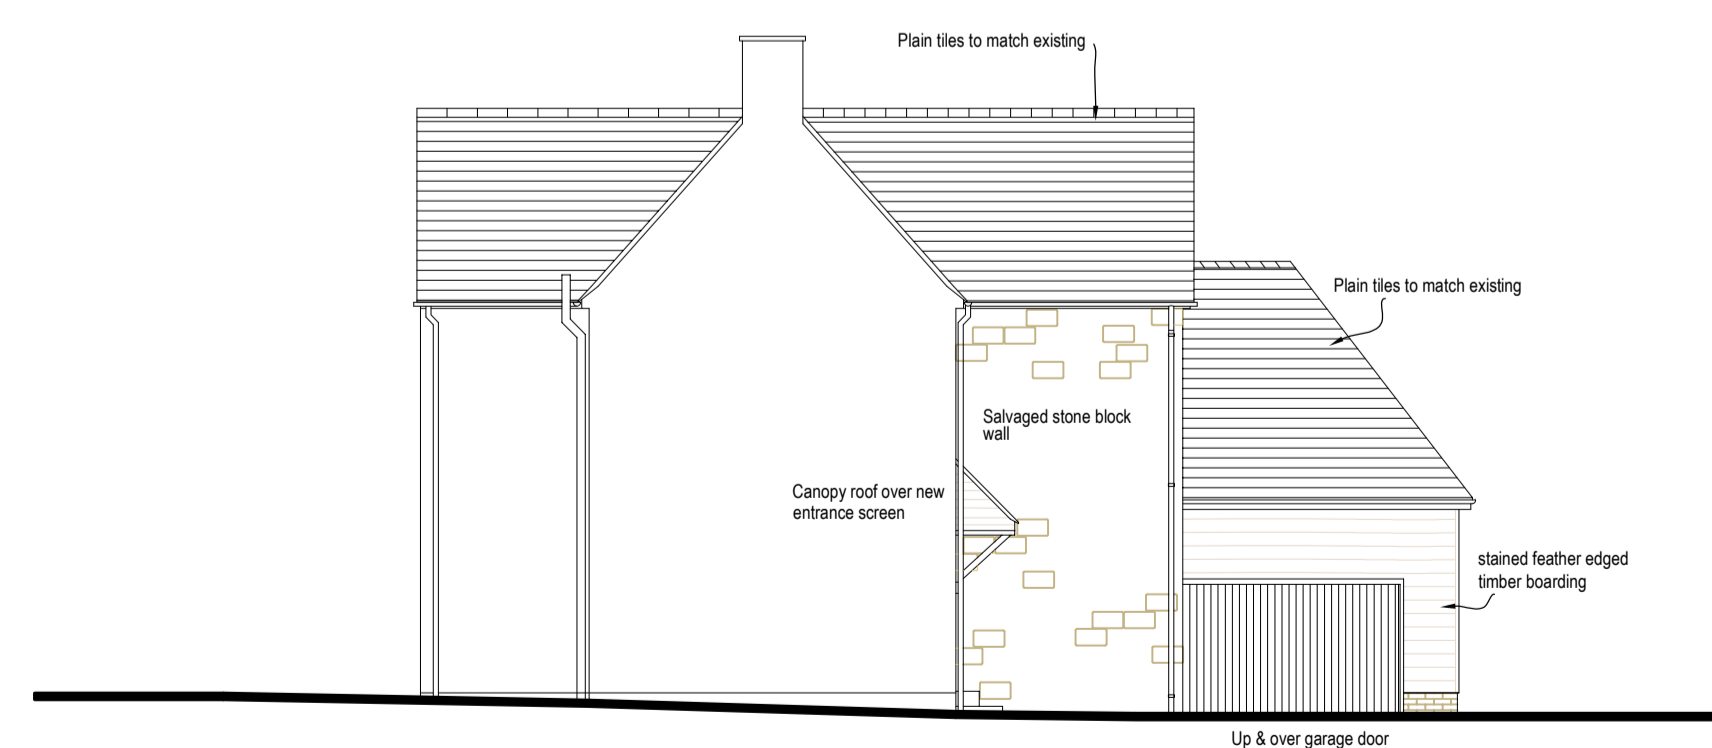 Plain tiles to match existing
Plain tiles to match existing
Salvaged stone block
wall
Canopy roof over new
entrance screen
stained feather edged
timber boarding
Up & over garage door